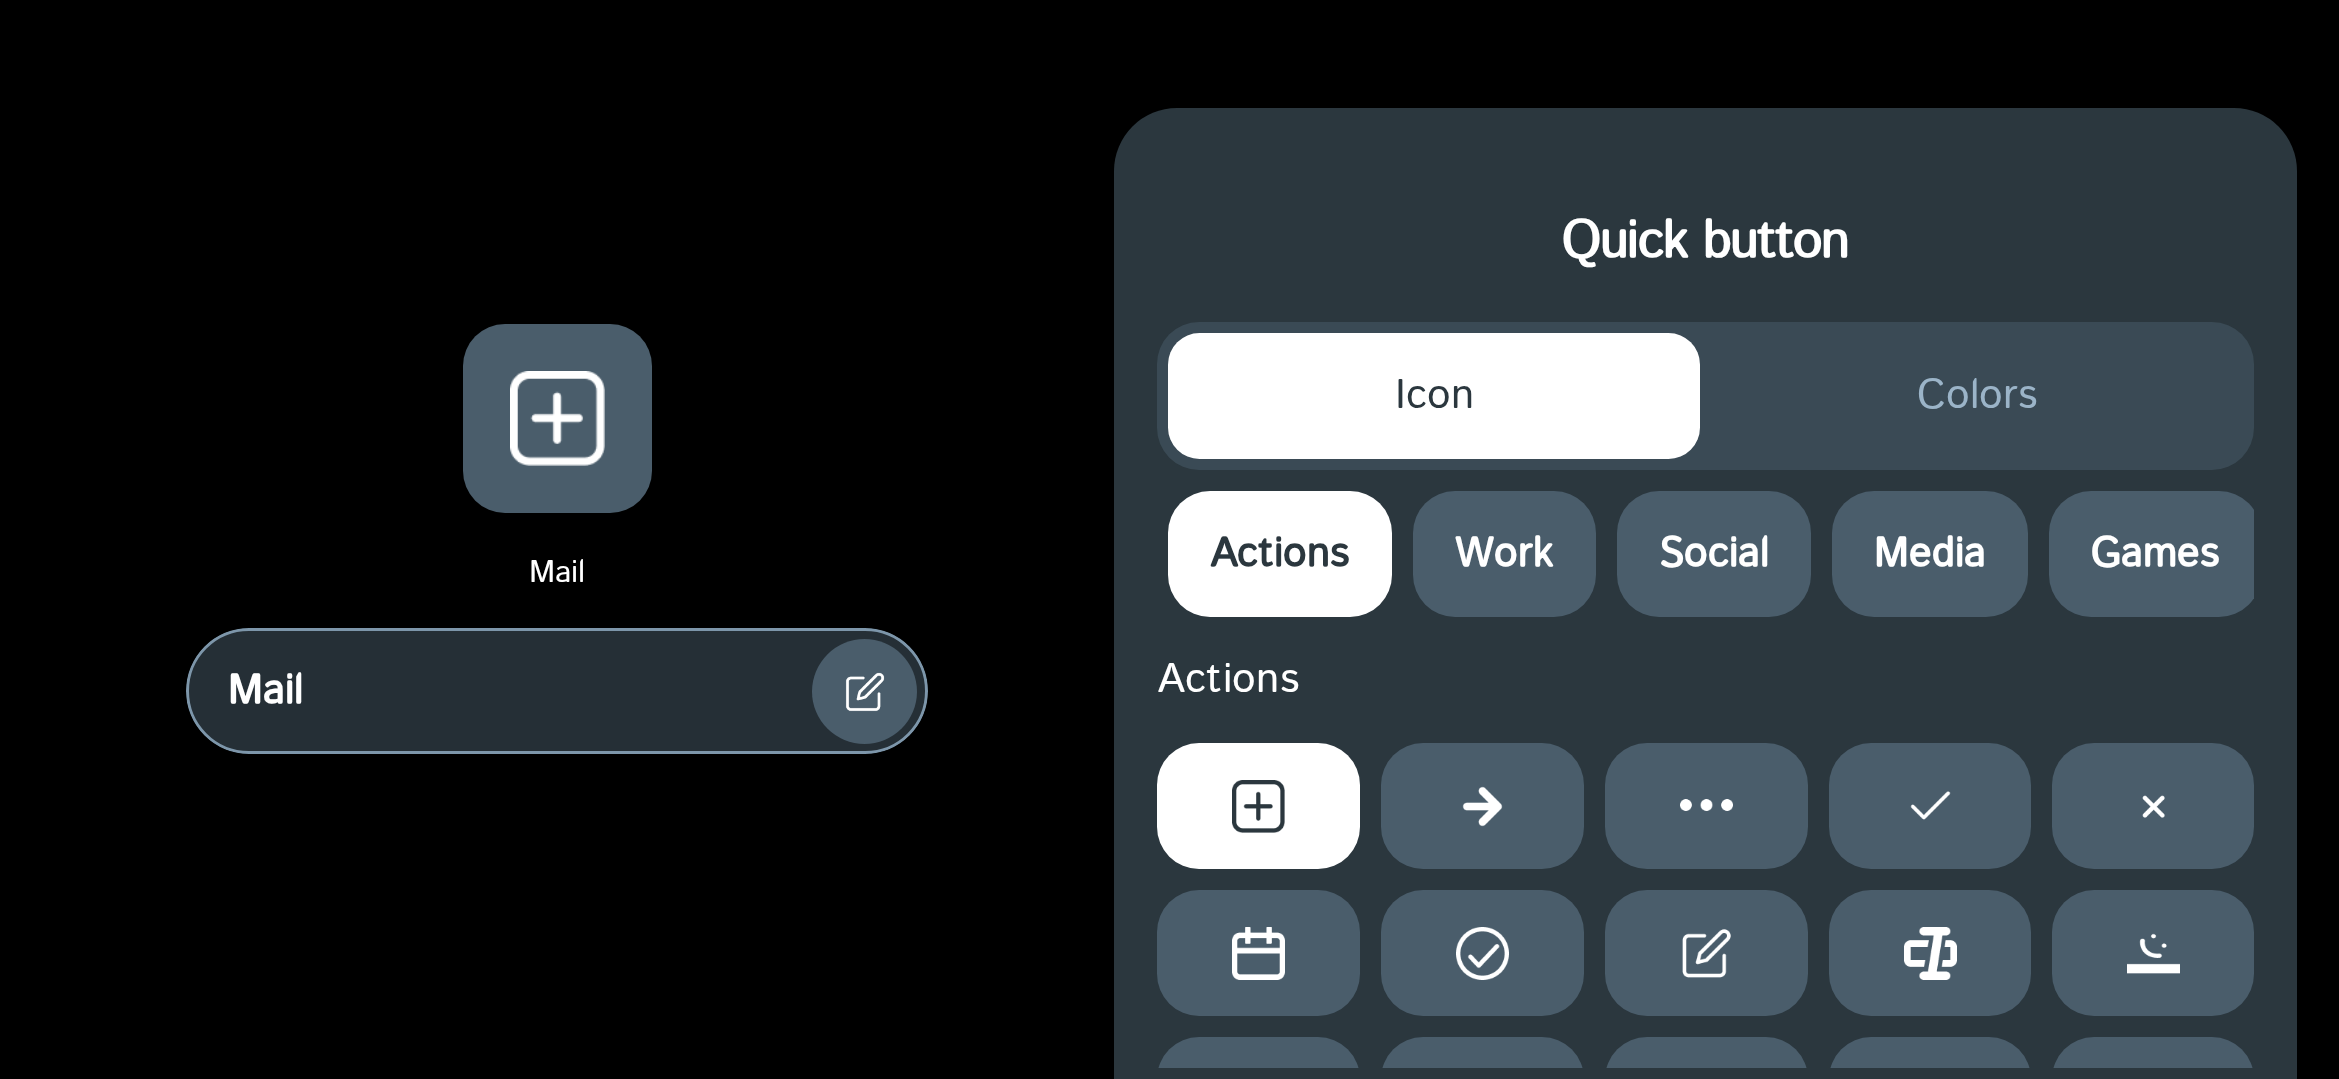 Mail
Mail
Quick button
Icon
Colors
Actions
Work
Social
Media
Games
Actions